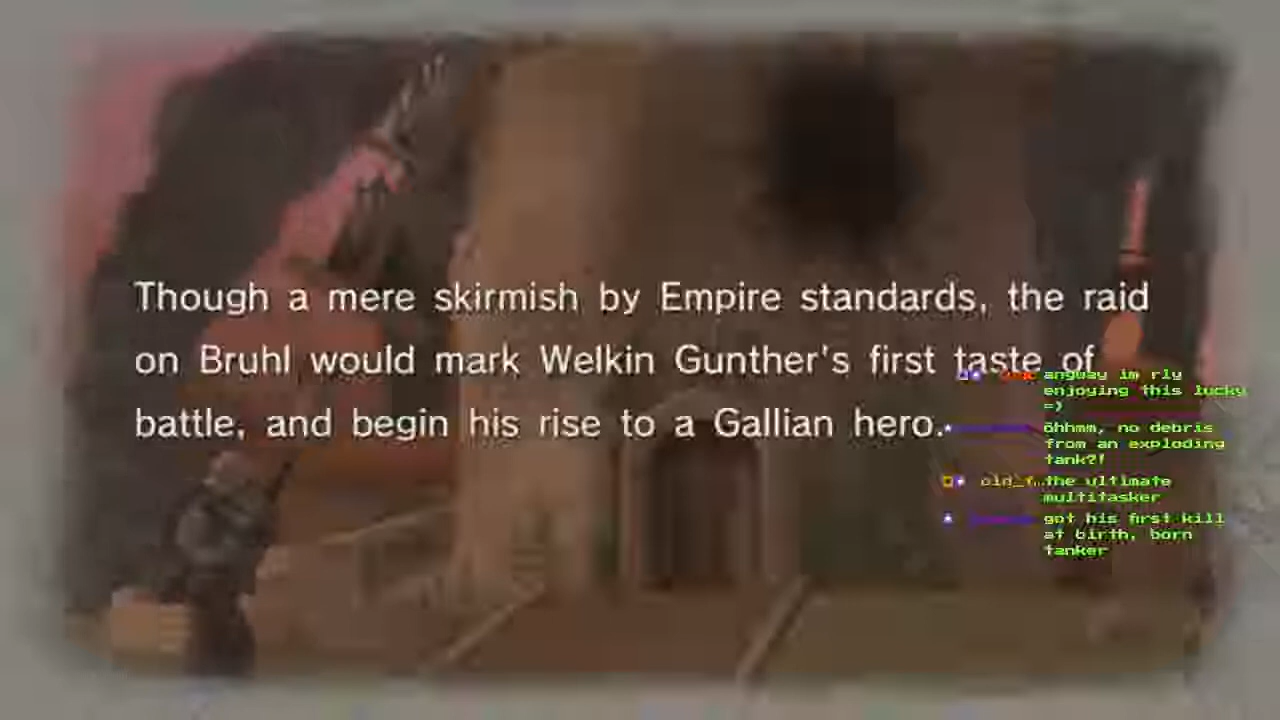 Though a mere skirmish by Empire standards, the raid
on Bruhl would mark Welkin Gunther's first taste of
battle, and begin his rise to a Gallian hero.
angway im rly
enjoying this lucky
=)
ohhmm, no debris
from an exploding
tank?!
the ultimate
multitasker
got his first kill
at birth, born
tanker